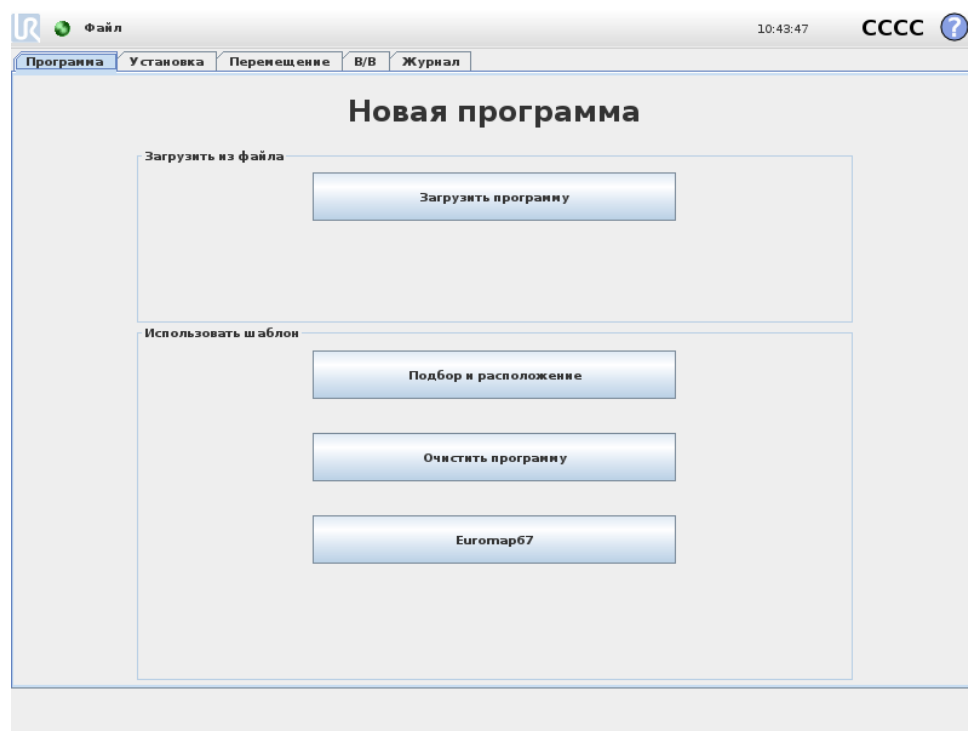 UR Файл 10:43:47 CCCC ?
Программа Установка Перемещение В/В Журнал
Новая программа
Загрузить из файла
Загрузить программу
Использовать шаблон
Подбор и расположение
Очистить программу
Euromap67